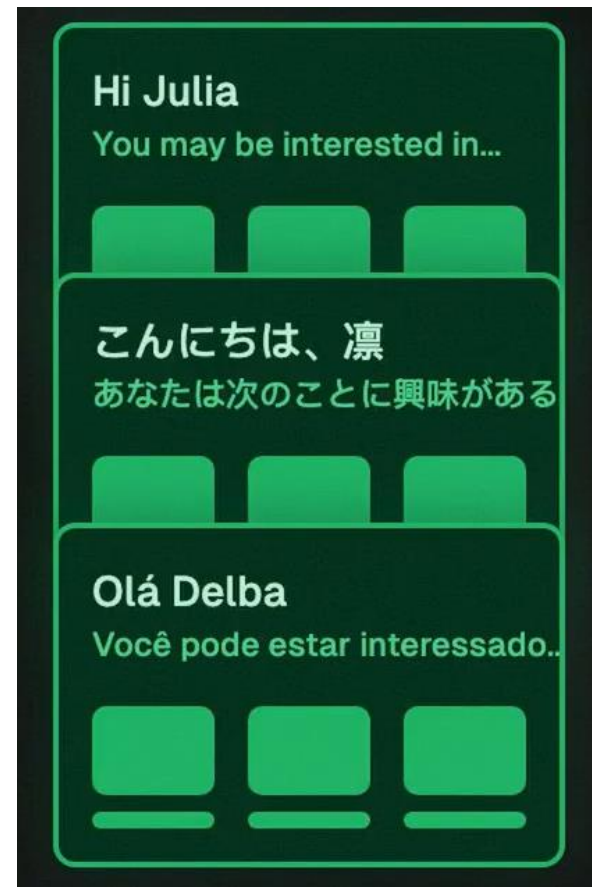 Hi Julia
You may be interested in...
こんにちは、凛
あなたは次のことに興味がある
Olá Delba
Você pode estar interessado..